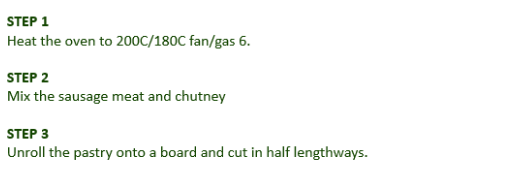 STEP 1
Heat the oven to 200C/180C fan/gas 6.
STEP 2
Mix the sausage meat and chutney
STEP 3
Unroll the pastry onto a board and cut in half lengthways.